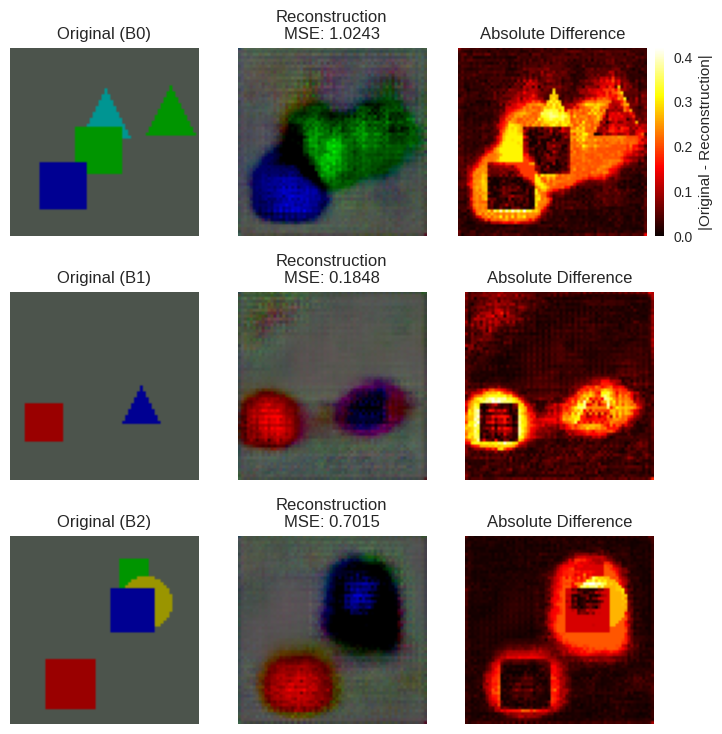 Original (B0)
Reconstruction
MSE: 1.0243
Absolute Difference
0.4
0.3
0.2
0.1
0.0
|Original - Reconstruction|
Original (B1)
Reconstruction
MSE: 0.1848
Absolute Difference
Original (B2)
Reconstruction
MSE: 0.7015
Absolute Difference